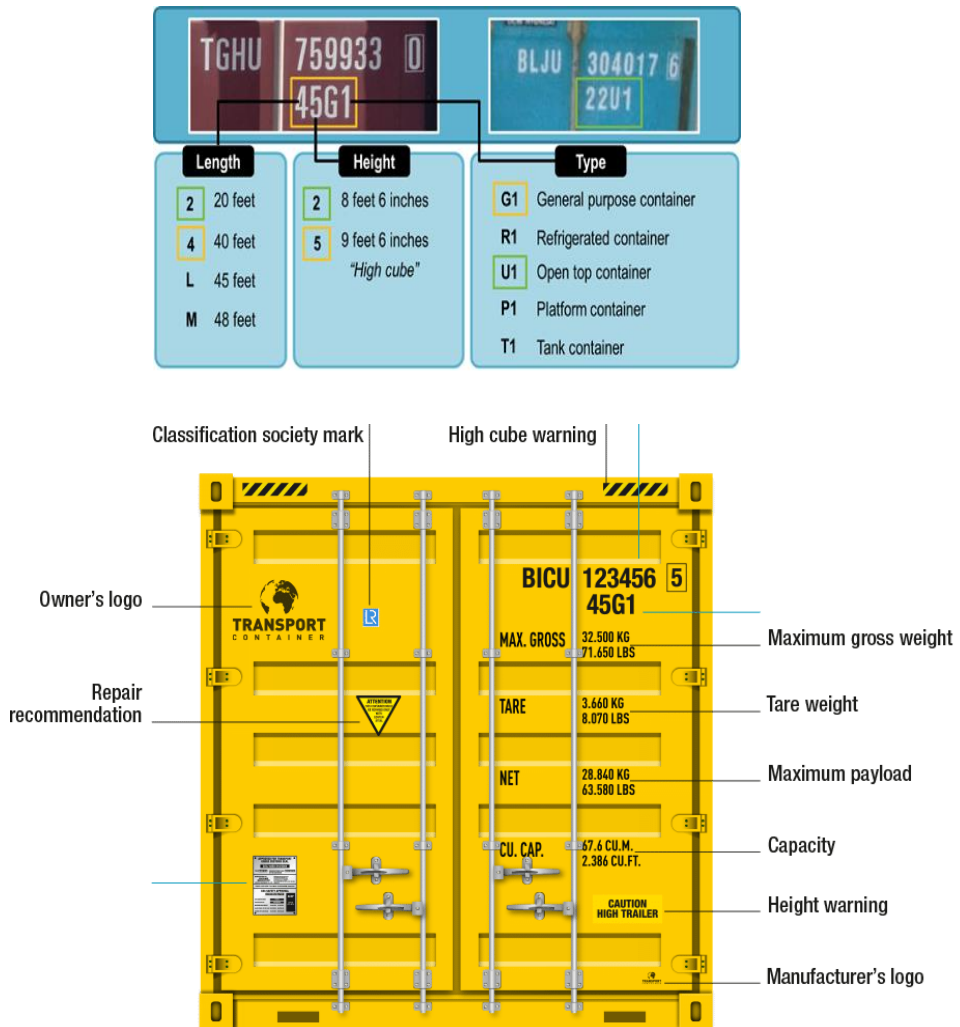 TGHU 759933 0
45G1
BLJU 304017 6
22U1
Length
2 20 feet
4 40 feet
L 45 feet
M 48 feet
Height
2 8 feet 6 inches
5 9 feet 6 inches
"High cube"
Type
G1 General purpose container
R1 Refrigerated container
U1 Open top container
P1 Platform container
T1 Tank container
Classification society mark
High cube warning
Owner's logo
Repair
recommendation
TRANSPORT
CONTAINER
LR
ATTENTION
BICU 123456 5
45G1
MAX. GROSS 32.500 KG
71.650 LBS
TARE 3.660 KG
8.070 LBS
NET 28.840 KG
63.580 LBS
CU. CAP. 67.6 CU.M.
2.386 CU.FT.
CAUTION
HIGH TRAILER
Maximum gross weight
Tare weight
Maximum payload
Capacity
Height warning
Manufacturer's logo